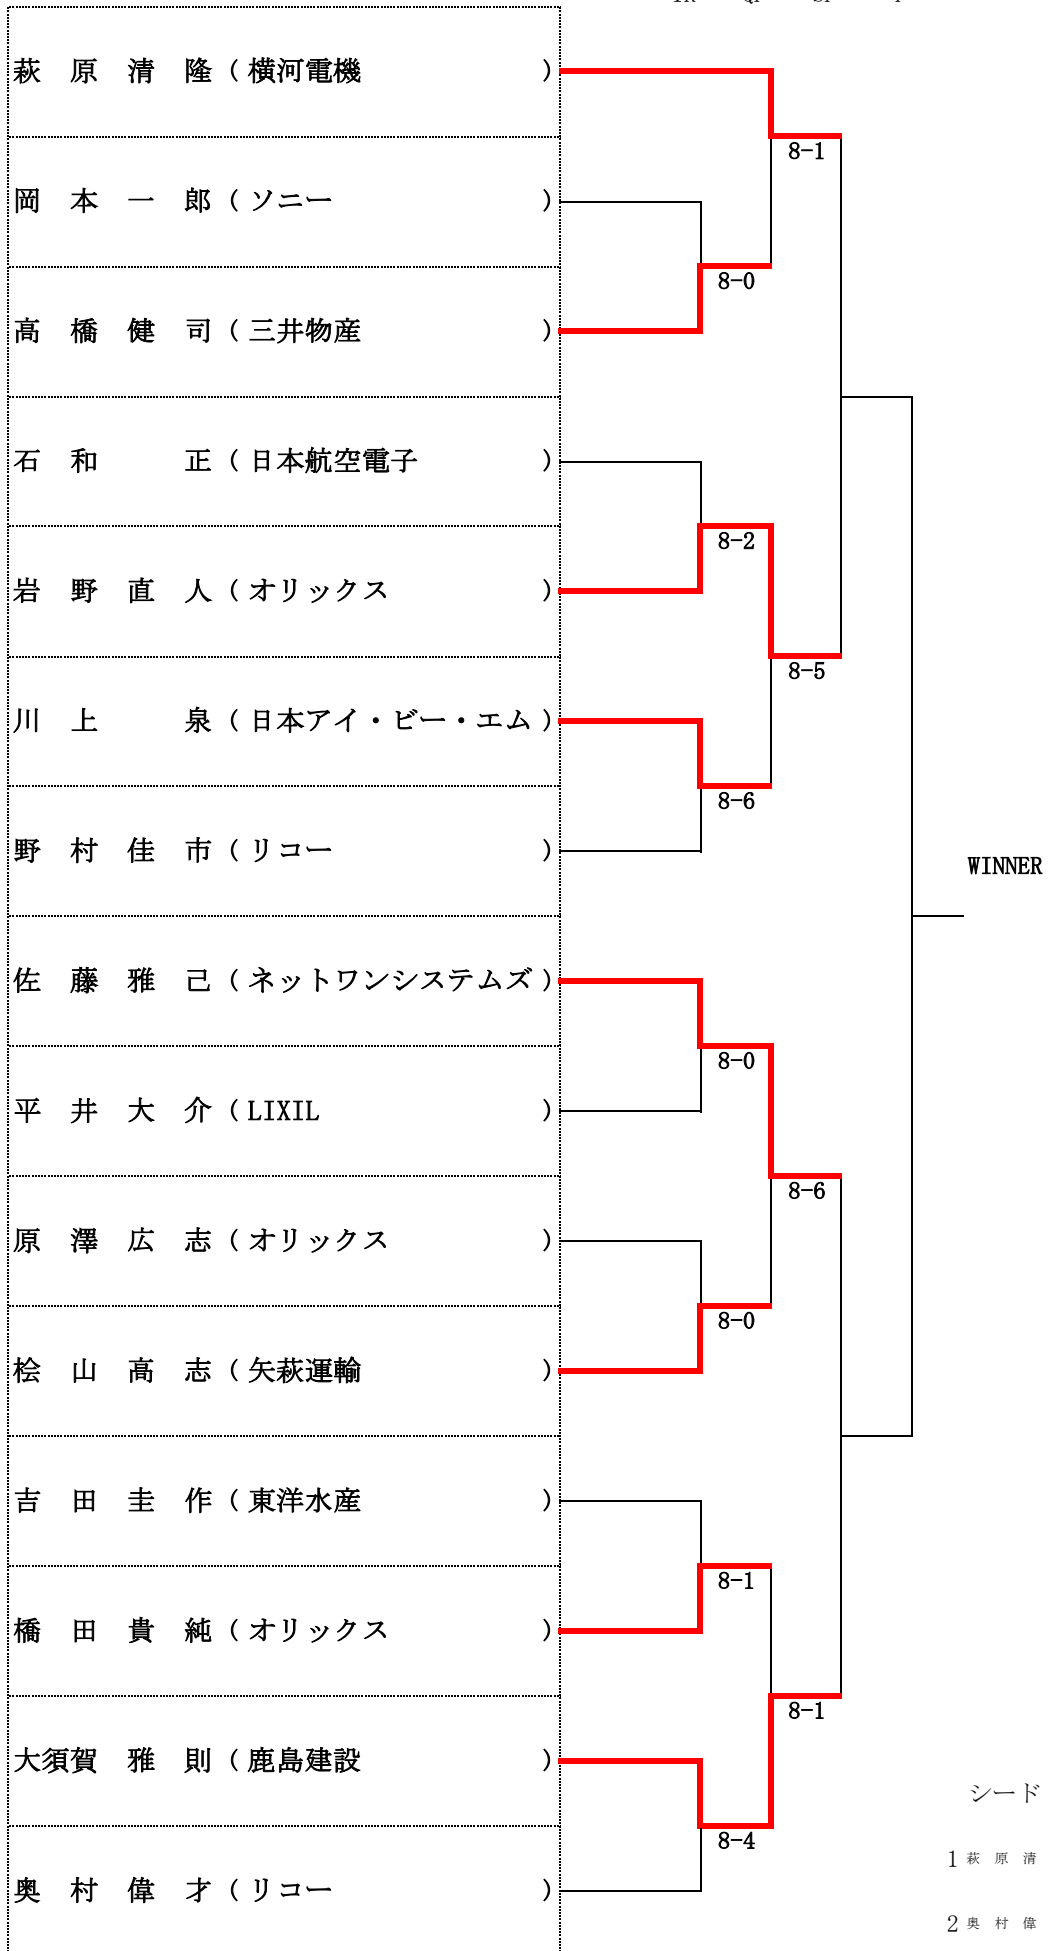 萩 原 清 隆 ( 横河電機 )
8-1
岡 本 一 郎 ( ソニー )
8-0
髙 橋 健 司 ( 三井物産 )
石 和 正 ( 日本航空電子 )
8-2
岩 野 直 人 ( オリックス )
8-5
川 上 泉 ( 日本アイ・ビー・エム )
8-6
野 村 佳 市 ( リコー )
WINNER
佐 藤 雅 己 ( ネットワンシステムズ )
8-0
平 井 大 介 ( LIXIL )
8-6
原 澤 広 志 ( オリックス )
8-0
桧 山 高 志 ( 矢萩運輸 )
吉 田 圭 作 ( 東洋水産 )
8-1
橋 田 貴 純 ( オリックス )
8-1
大須賀 雅 則 ( 鹿島建設 )
シード
8-4
1 萩 原 清
奥 村 偉 才 ( リコー )
2 奥 村 偉